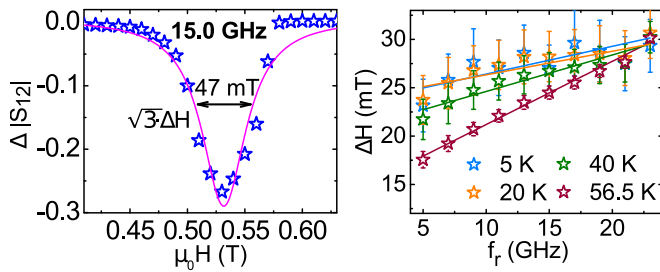 15.0 GHz
47 mT
√3·ΔH
Δ |S₁₂|
0.0
-0.1
-0.2
-0.3
0.45 0.50 0.55 0.60
μ₀H (T)
ΔH (mT)
35
30
25
20
15
5 K 40 K
20 K 56.5 K
5 10 15 20
f_r (GHz)